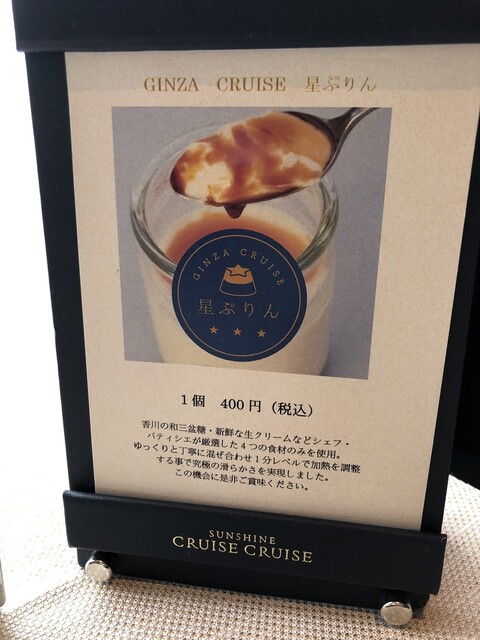 GINZA CRUISE 星ぷりん
GINZA CRUISE
星ぷりん
1個 400円（税込）
香川の和三盆糖・新鮮な生クリームなどシェフ・
パティシエが厳選した4つの食材のみを使用。
ゆっくりと丁寧に混ぜ合わせ1分レベルで加熱を調整
する事で究極の滑らかさを実現しました。
この機会に是非ご賞味ください。
SUNSHINE
CRUISE CRUISE